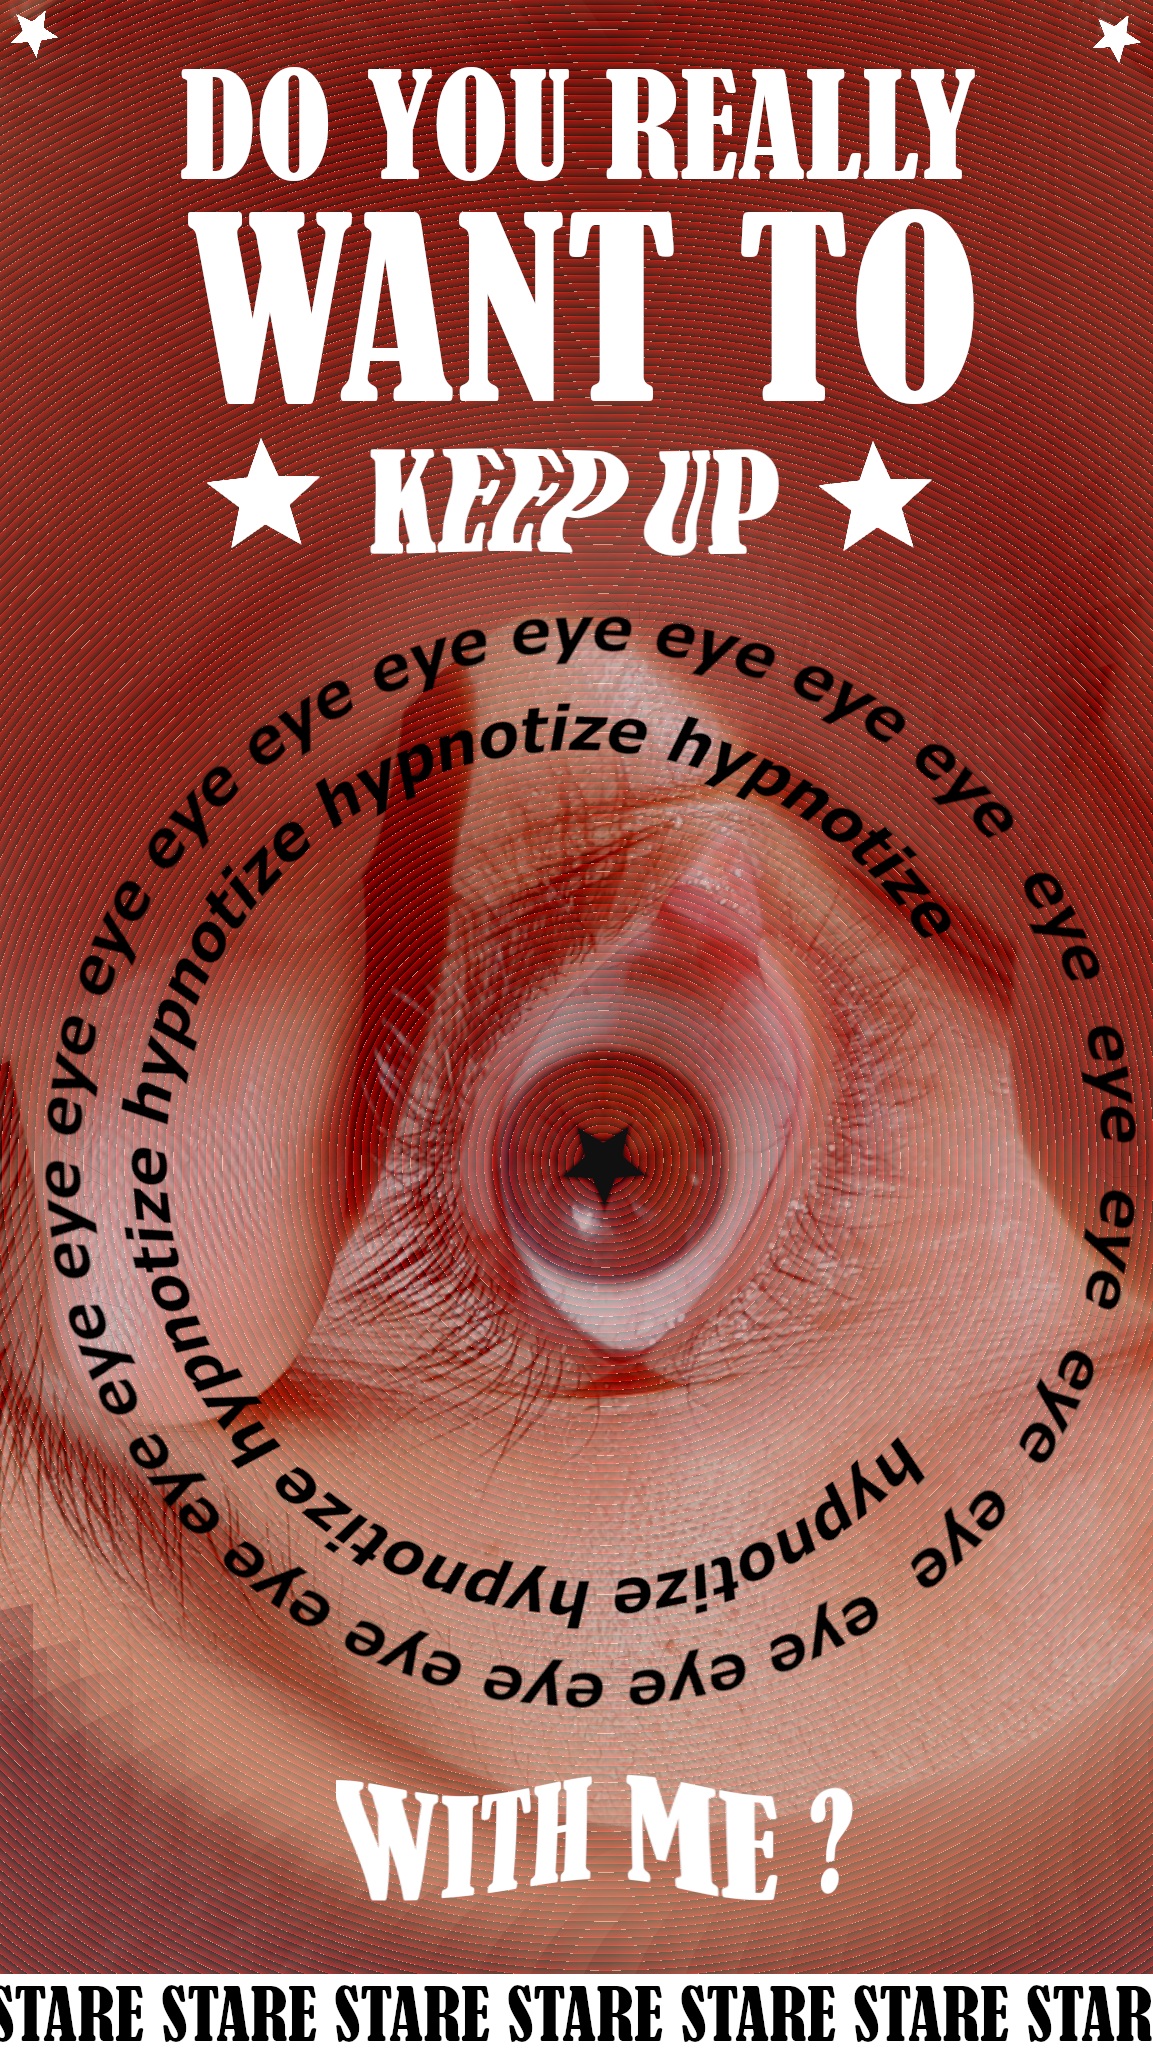 DO YOU REALLY
WANT TO
KEEP UP
eye eye eye eye eye eye eye eye eye eye eye eye eye eye eye eye eye eye eye eye eye eye
hypnotize hypnotize hypnotize hypnotize hypnotize hypnotize
WITH ME ?
STARE STARE STARE STARE STARE STARE STAR